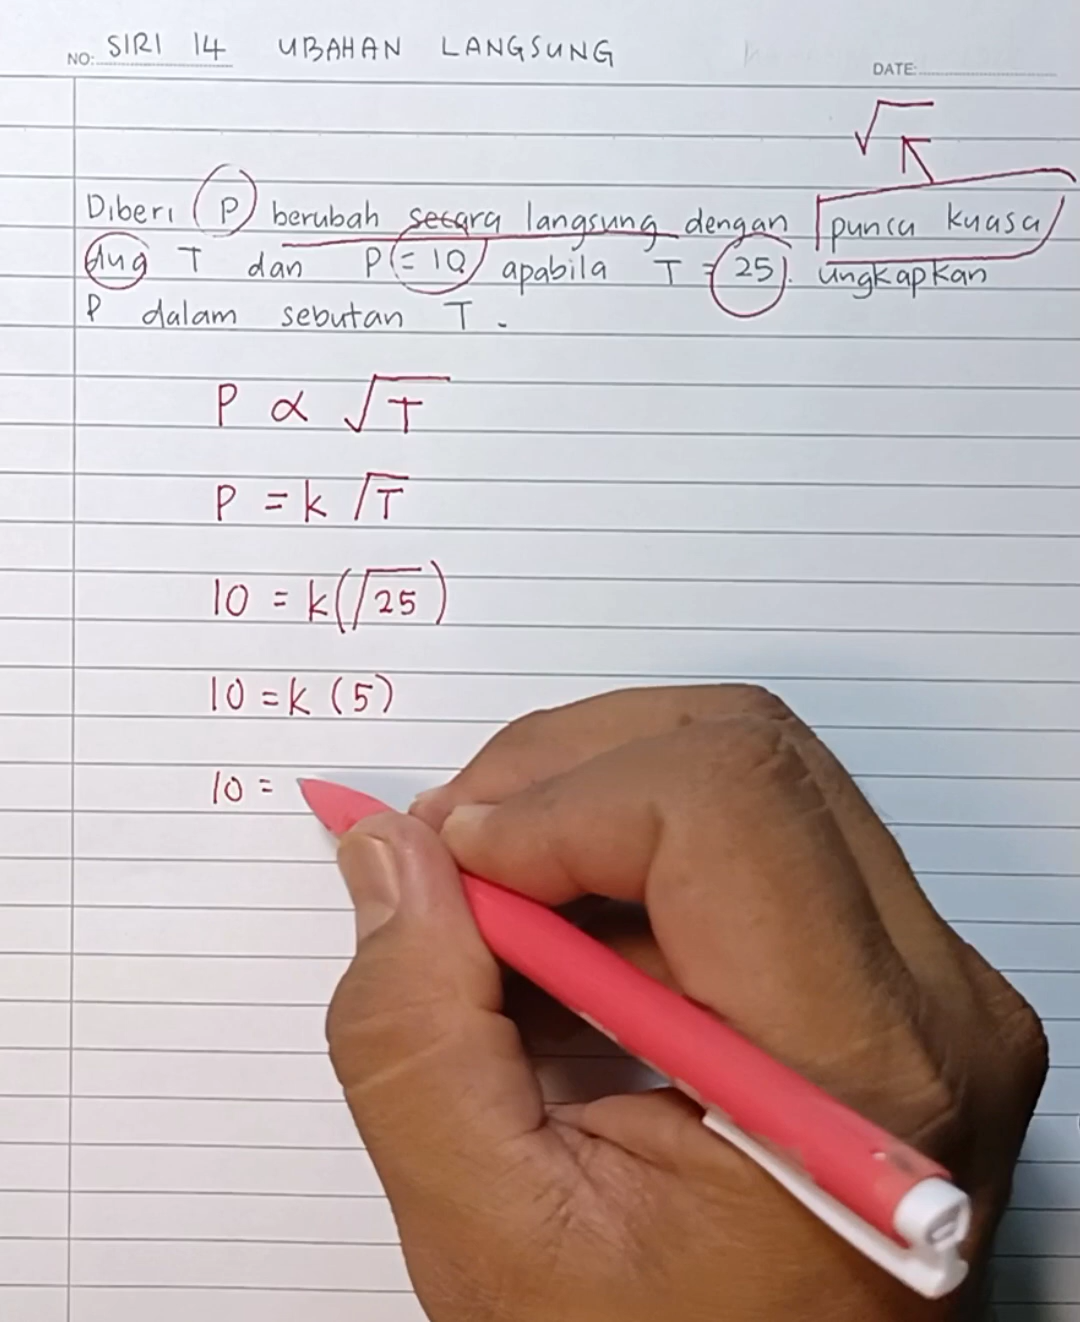 NO: SIRI 14 UBAHAN LANGSUNG
DATE:
√
Diberi P berubah secara langsung dengan punca kuasa
dua T dan P = 10 apabila T = 25. ungkapkan
P dalam sebutan T.
P ∝ √T
P = k √T
10 = k(√25)
10 = k (5)
10 =